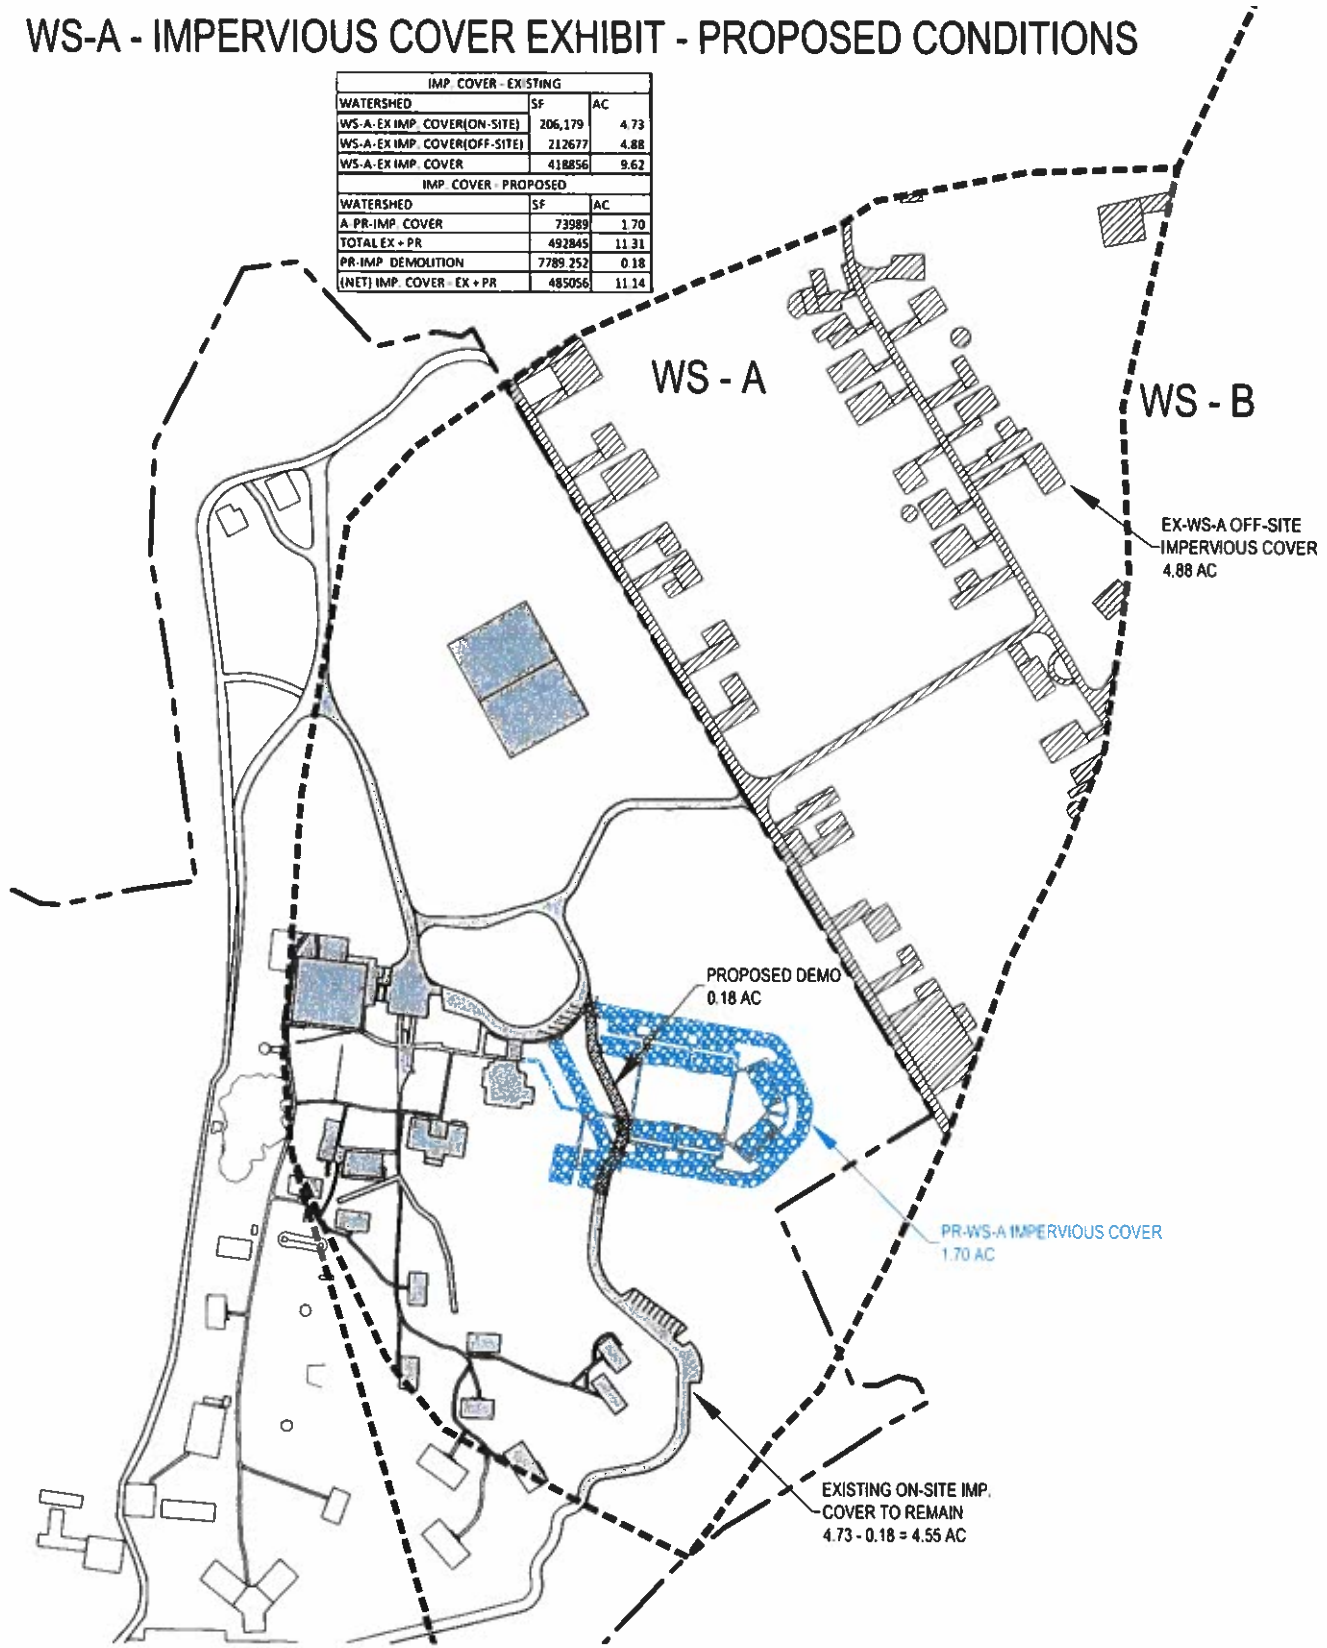 WS-A - IMPERVIOUS COVER EXHIBIT - PROPOSED CONDITIONS
IMP. COVER - EXISTING
WATERSHED SF AC
WS-A-EX IMP. COVER(ON-SITE) 206,179 4.73
WS-A-EX IMP. COVER(OFF-SITE) 212677 4.88
WS-A-EX IMP. COVER 418856 9.62
IMP. COVER - PROPOSED
WATERSHED SF AC
A-PR-IMP. COVER 73989 1.70
TOTAL EX + PR 492845 11.31
PR-IMP DEMOLITION 7789.252 0.18
(NET) IMP. COVER - EX + PR 485056 11.14
WS - A
WS - B
EX-WS-A OFF-SITE
IMPERVIOUS COVER
4.88 AC
PROPOSED DEMO
0.18 AC
PR-WS-A IMPERVIOUS COVER
1.70 AC
EXISTING ON-SITE IMP.
COVER TO REMAIN
4.73 - 0.18 = 4.55 AC